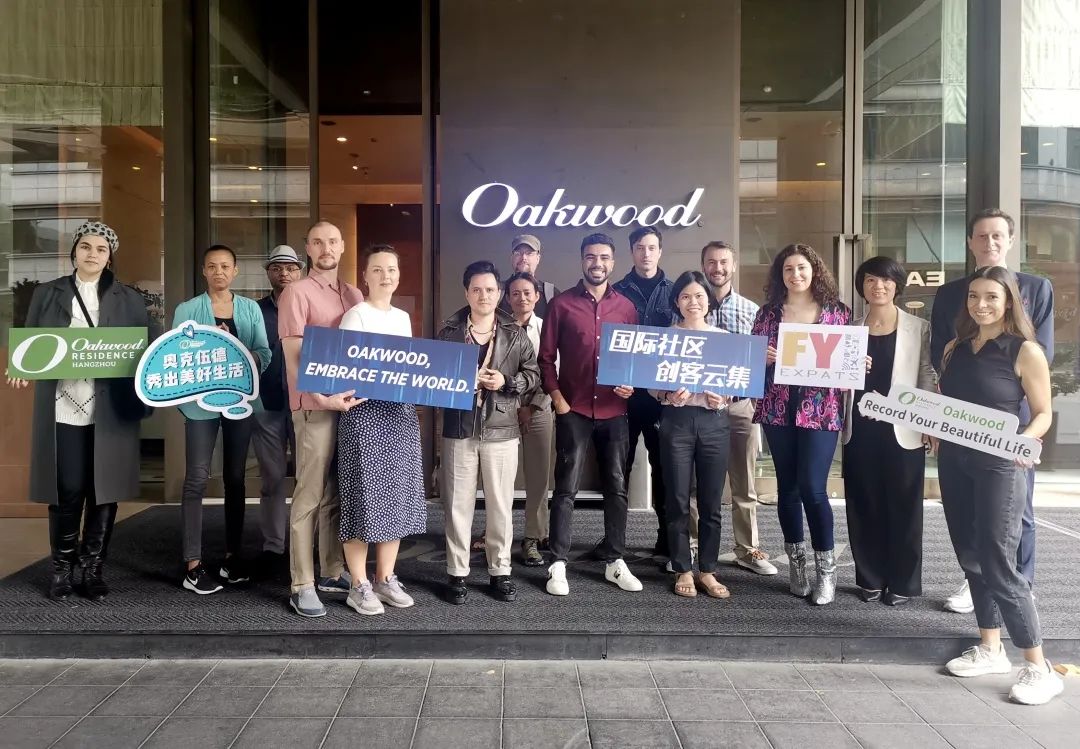 Oakwood
Oakwood
RESIDENCE
HANGZHOU
奥克伍德
秀出美好生活
OAKWOOD,
EMBRACE THE WORLD.
国际社区
创客云集
FY
EXPATS
Oakwood
Oakwood
Record Your Beautiful Life
EA